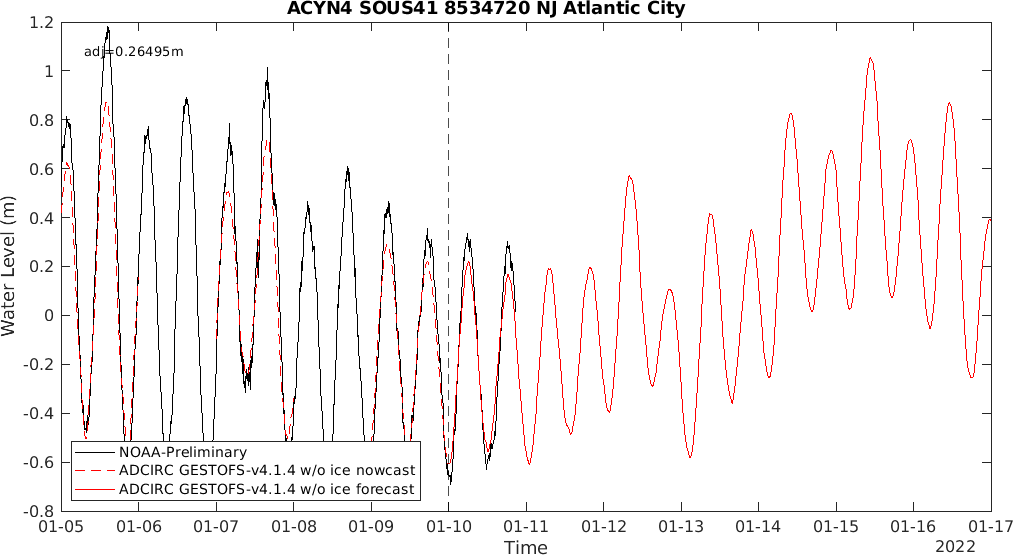 ACYN4 SOUS41 8534720 NJ Atlantic City
adj=0.26495m
1.2
1
0.8
0.6
0.4
0.2
0
-0.2
-0.4
-0.6
-0.8
Water Level (m)
NOAA-Preliminary
ADCIRC GESTOFS-v4.1.4 w/o ice nowcast
ADCIRC GESTOFS-v4.1.4 w/o ice forecast
01-05 01-06 01-07 01-08 01-09 01-10 01-11 01-12 01-13 01-14 01-15 01-16 01-17
Time
2022